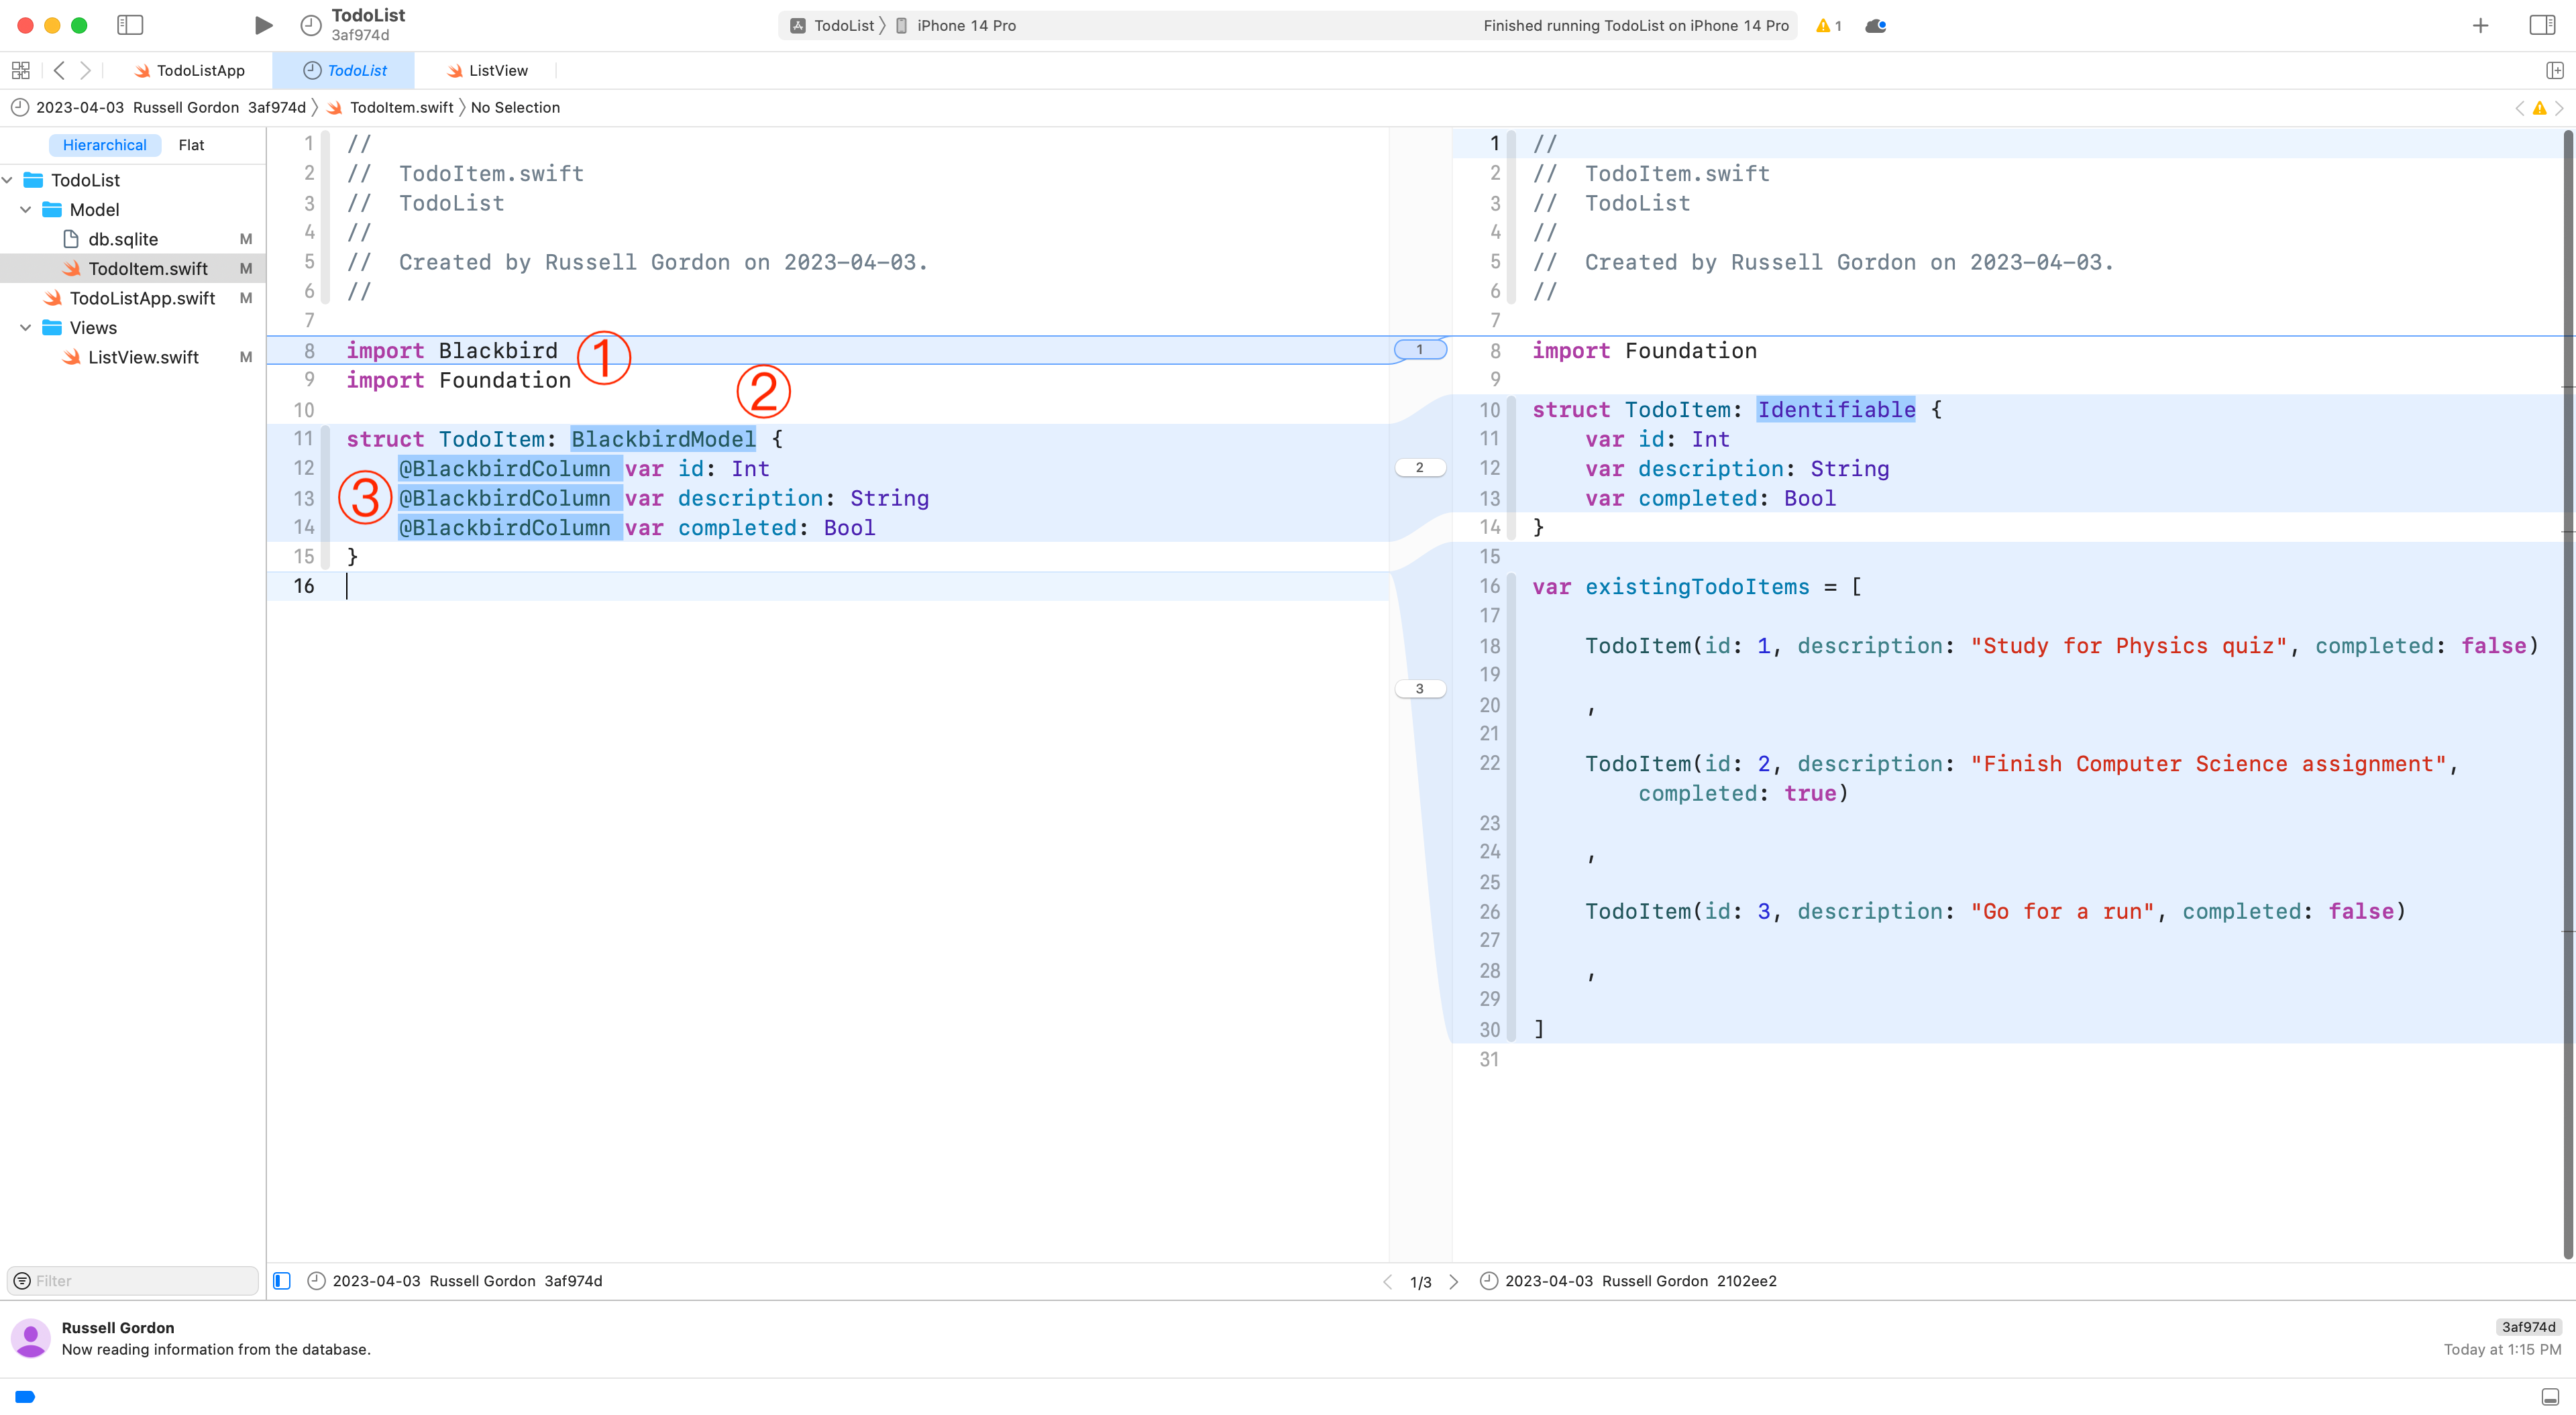 TodoList
3af974d
TodoList
iPhone 14 Pro
Finished running TodoList on iPhone 14 Pro
1
TodoListApp
TodoList
ListView
2023-04-03 Russell Gordon 3af974d
TodoItem.swift
No Selection
Hierarchical
Flat
TodoList
Model
db.sqlite M
TodoItem.swift M
TodoListApp.swift M
Views
ListView.swift M
Filter
1 //
2 //  TodoItem.swift
3 //  TodoList
4 //
5 //  Created by Russell Gordon on 2023-04-03.
6 //
7
8 import Blackbird ①
9 import Foundation
②
10
11 struct TodoItem: BlackbirdModel {
12     @BlackbirdColumn var id: Int
13 ③ @BlackbirdColumn var description: String
14     @BlackbirdColumn var completed: Bool
15 }
16
1
2
3
1 //
2 //  TodoItem.swift
3 //  TodoList
4 //
5 //  Created by Russell Gordon on 2023-04-03.
6 //
7
8 import Foundation
9
10 struct TodoItem: Identifiable {
11     var id: Int
12     var description: String
13     var completed: Bool
14 }
15
16 var existingTodoItems = [
17
18     TodoItem(id: 1, description: "Study for Physics quiz", completed: false)
19
20     ,
21
22     TodoItem(id: 2, description: "Finish Computer Science assignment",
completed: true)
23
24     ,
25
26     TodoItem(id: 3, description: "Go for a run", completed: false)
27
28     ,
29
30 ]
31
2023-04-03 Russell Gordon 3af974d
1/3
2023-04-03 Russell Gordon 2102ee2
Russell Gordon
Now reading information from the database.
3af974d
Today at 1:15 PM